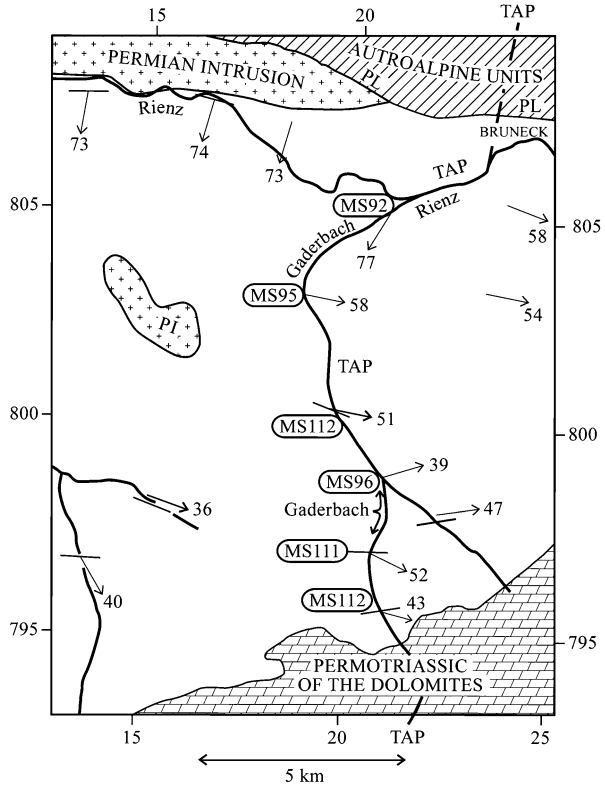 TAP
15
20
PERMIAN INTRUSION
AUTROALPINE UNITS
PL
PL
Rienz
BRUNECK
73
74
73
TAP
805
MS92
Rienz
805
58
Gaderbach
77
MS95
58
54
PI
TAP
51
800
MS112
800
39
MS96
36
Gaderbach
47
MS111
52
40
MS112
43
795
795
PERMOTRIASSIC
OF THE DOLOMITES
15
20
TAP
25
5 km